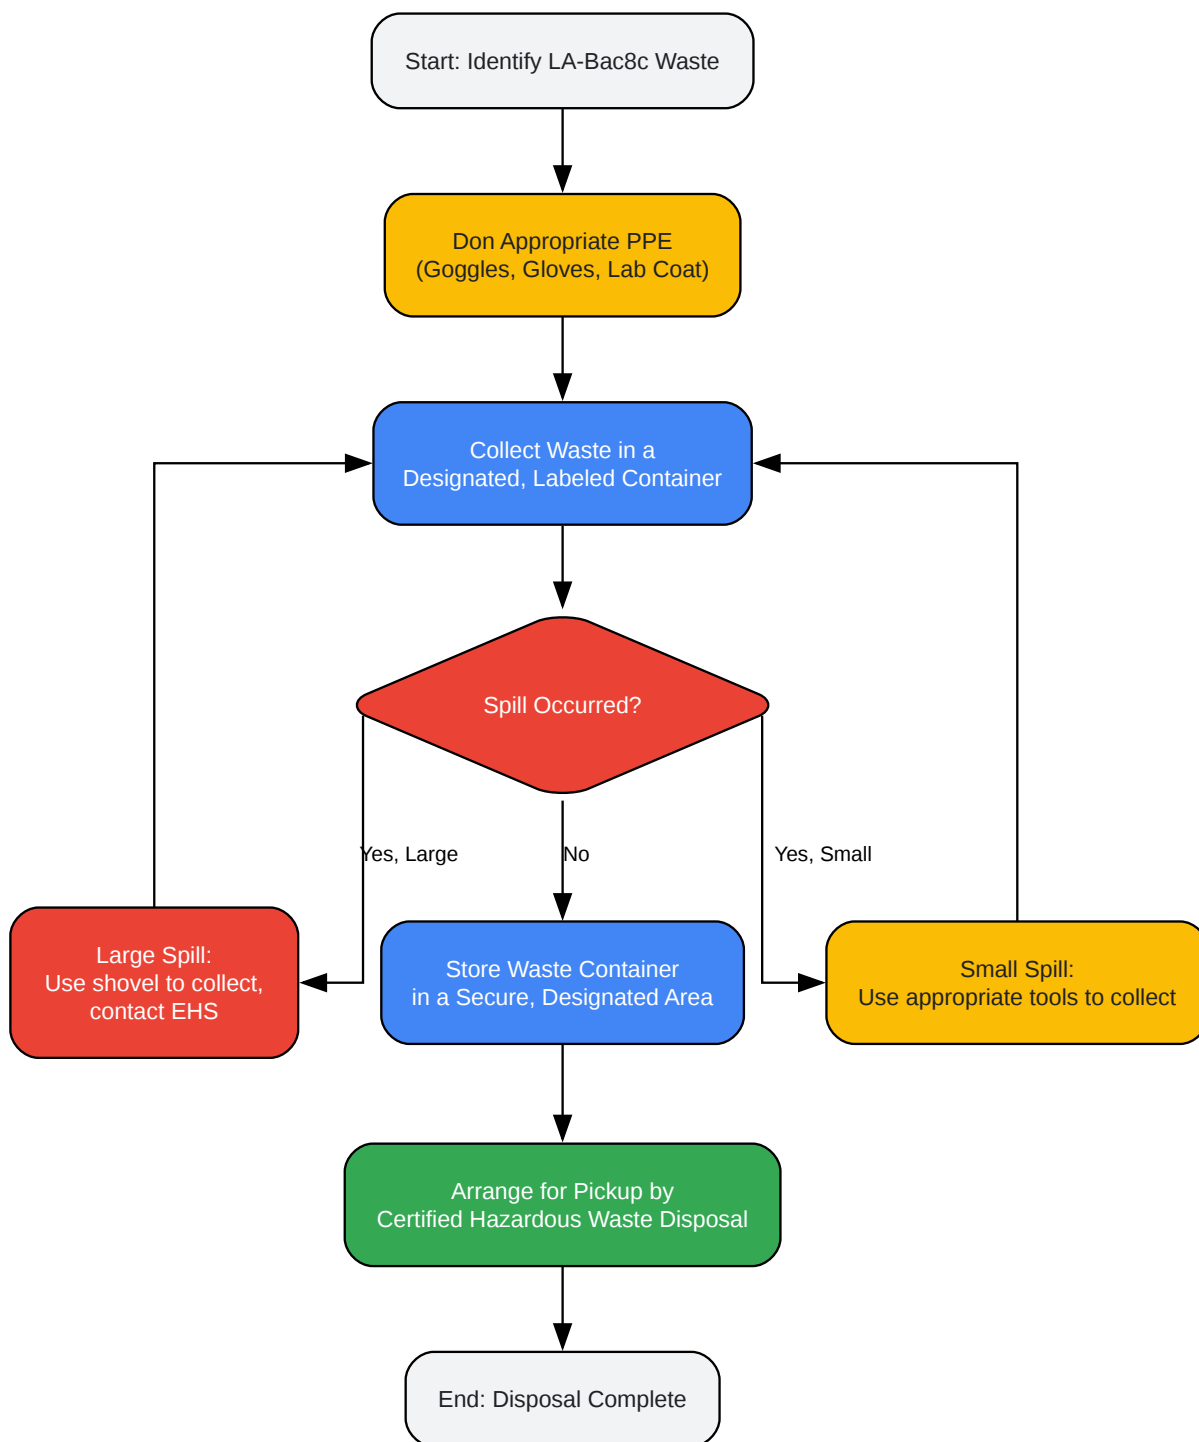 Start: Identify LA-Bac8c Waste
Don Appropriate PPE
(Goggles, Gloves, Lab Coat)
Collect Waste in a
Designated, Labeled Container
Spill Occurred?
Yes, Large
No
Yes, Small
Large Spill:
Use shovel to collect,
contact EHS
Store Waste Container
in a Secure, Designated Area
Small Spill:
Use appropriate tools to collect
Arrange for Pickup by
Certified Hazardous Waste Disposal
End: Disposal Complete